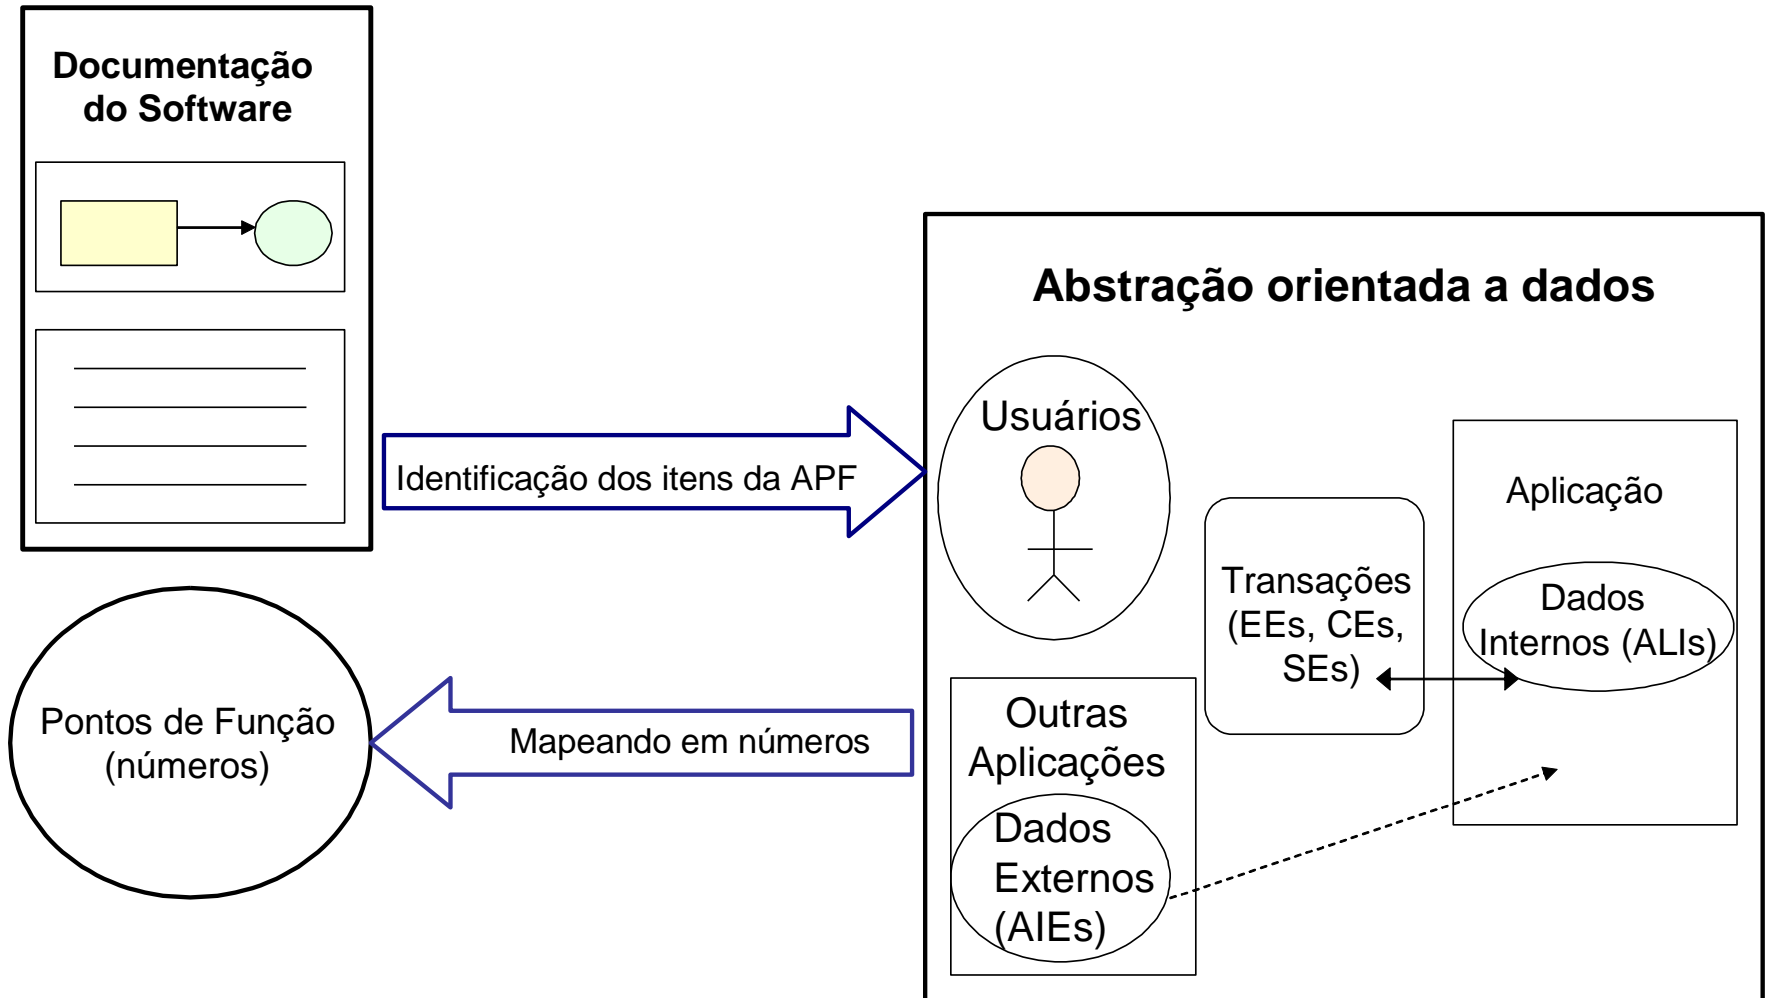 Documentação
do Software
Identificação dos itens da APF
Pontos de Função
(números)
Mapeando em números
Abstração orientada a dados
Usuários
Transações
(EEs, CEs,
SEs)
Aplicação
Dados
Internos (ALIs)
Outras
Aplicações
Dados
Externos
(AIEs)